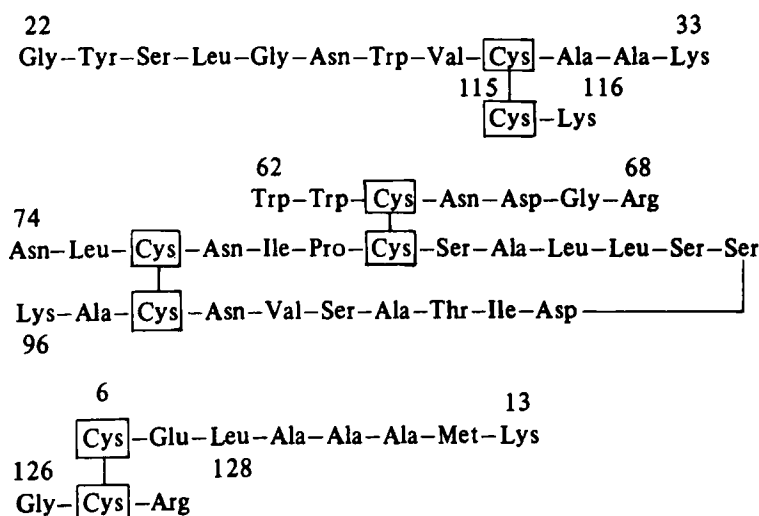 22 33
Gly–Tyr–Ser–Leu–Gly–Asn–Trp–Val–Cys–Ala–Ala–Lys
115 116
Cys–Lys
62 68
Trp–Trp–Cys–Asn–Asp–Gly–Arg
74
Asn–Leu–Cys–Asn–Ile–Pro–Cys–Ser–Ala–Leu–Leu–Ser–Ser
Lys–Ala–Cys–Asn–Val–Ser–Ala–Thr–Ile–Asp
96
6 13
Cys–Glu–Leu–Ala–Ala–Ala–Met–Lys
126 128
Gly–Cys–Arg